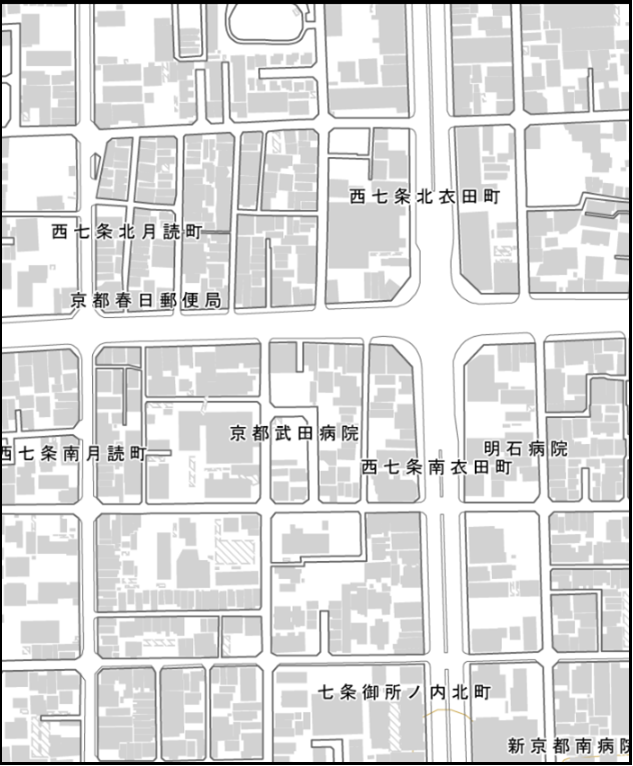 西七条北衣田町
西七条北月読町
京都春日郵便局
京都武田病院
明石病院
西七条南月読町
西七条南衣田町
七条御所ノ内北町
新京都南病院